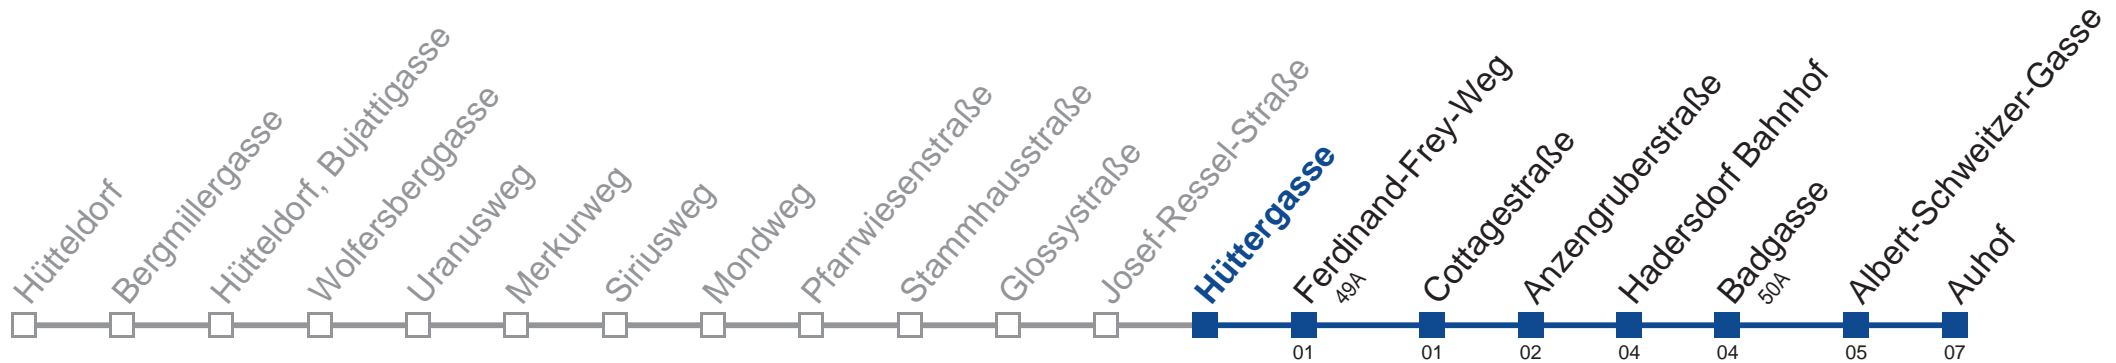 Hütteldorf
Bergmillergasse
Hütteldorf, Bujattigasse
Wolfersberggasse
Uranusweg
Merkurweg
Siriusweg
Mondweg
Pfarrwiesenstraße
Stammhausstraße
Glossystraße
Josef-Ressel-Straße
Hüttergasse
Ferdinand-Frey-Weg
49A
Cottagestraße
Anzengruberstraße
Hadersdorf Bahnhof
Badgasse
50A
Albert-Schweitzer-Gasse
Auhof
01
01
02
04
04
05
07